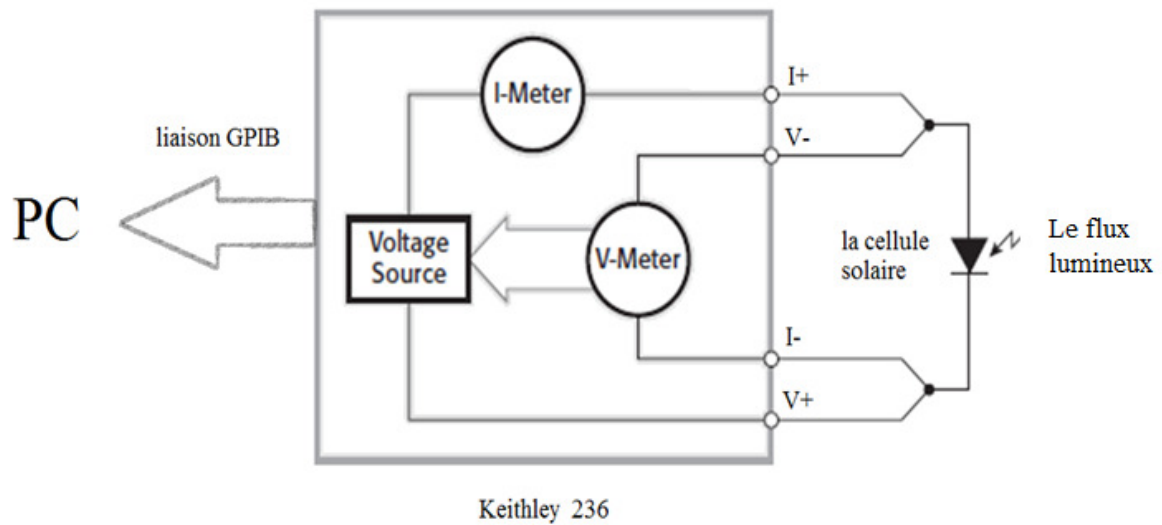 I-Meter
I+
V-
liaison GPIB
PC
Voltage
Source
V-Meter
la cellule
solaire
Le flux
lumineux
I-
V+
Keithley 236